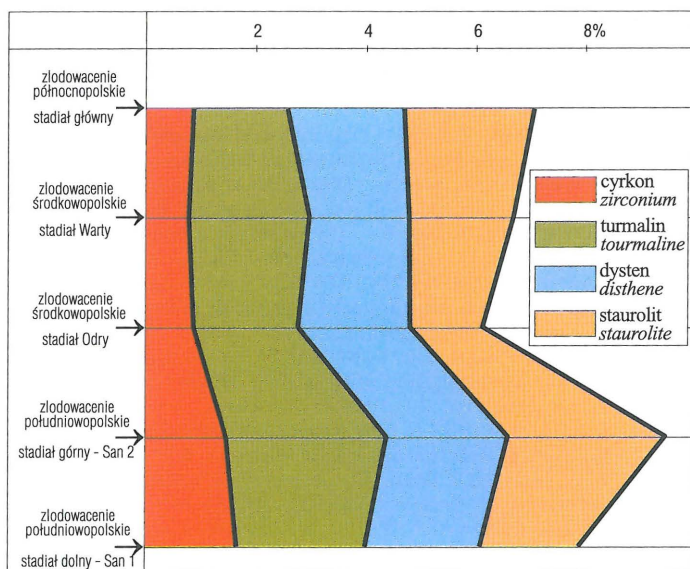 2 4 6 8%
zlodowacenie
północnopolskie
stadiał główny
zlodowacenie
środkowopolskie
stadiał Warty
zlodowacenie
środkowopolskie
stadiał Odry
zlodowacenie
południowopolskie
stadiał górny - San 2
zlodowacenie
południowopolskie
stadiał dolny - San 1
cyrkon
zirconium
turmalin
tourmaline
dysten
disthene
staurolit
staurolite